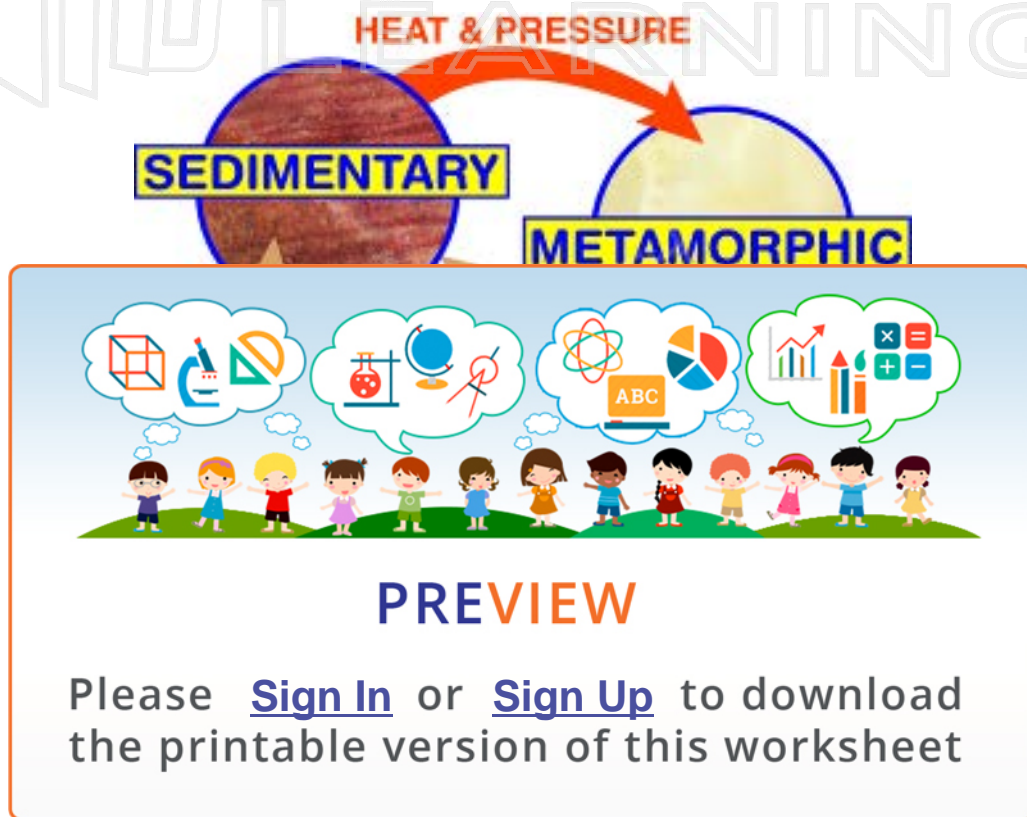 LEARNING
HEAT & PRESSURE
SEDIMENTARY
METAMORPHIC
ABC
PREVIEW
Please Sign In or Sign Up to download
the printable version of this worksheet